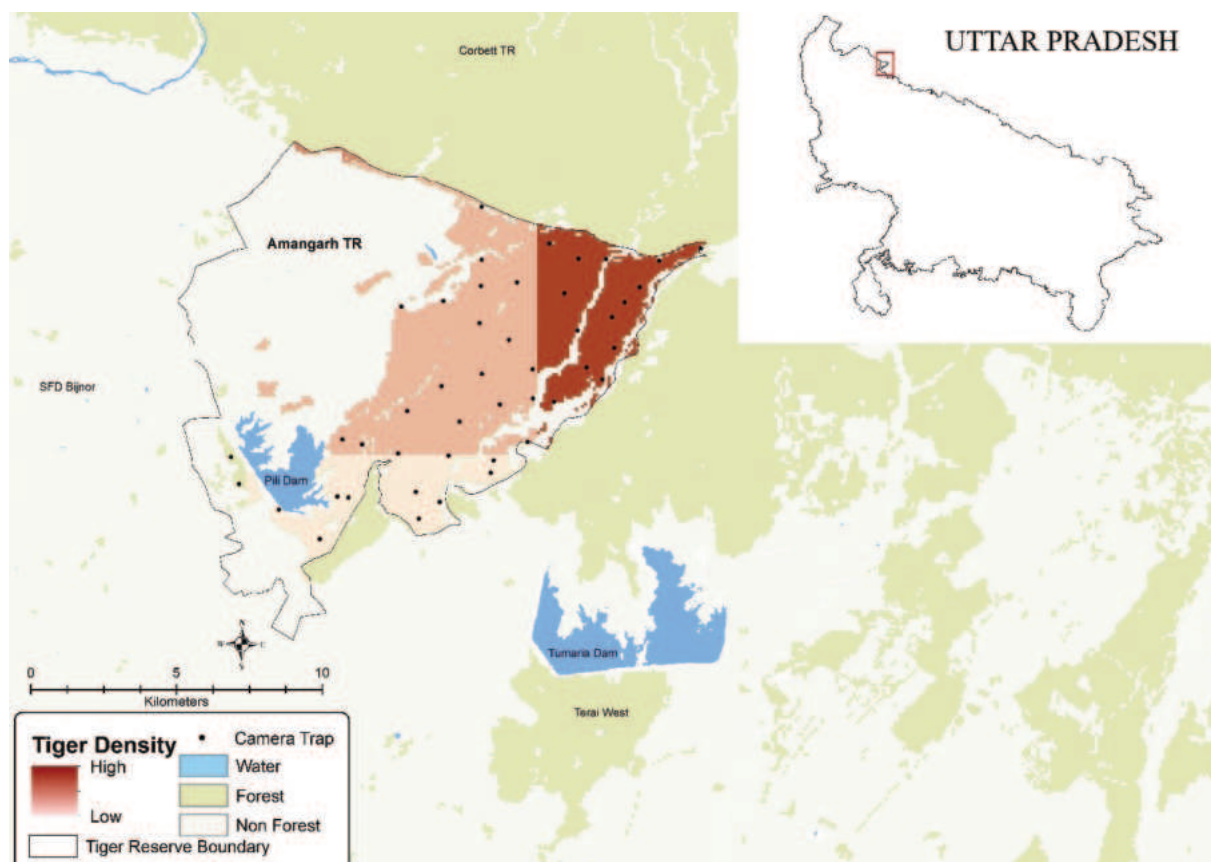 Corbett TR
UTTAR PRADESH
Amangarh TR
SFD Bijnor
Pili Dam
N
W
E
S
Tumaria Dam
0 5 10
Kilometers
Terai West
Tiger Density
High
Low
Camera Trap
Water
Forest
Non Forest
Tiger Reserve Boundary